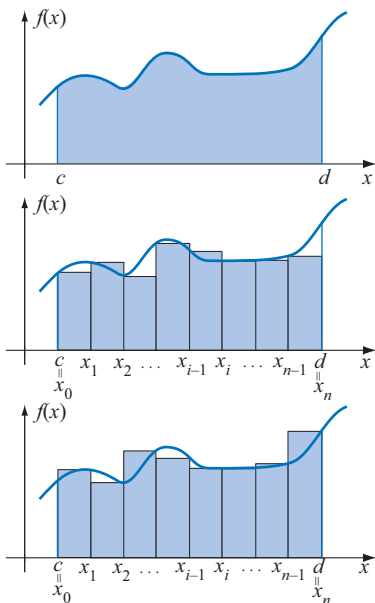 f(x)
c d x
f(x)
c x₁ x₂ ... xᵢ₋₁ xᵢ ... xₙ₋₁ d x
= =
x₀ xₙ
f(x)
c x₁ x₂ ... xᵢ₋₁ xᵢ ... xₙ₋₁ d x
= =
x₀ xₙ